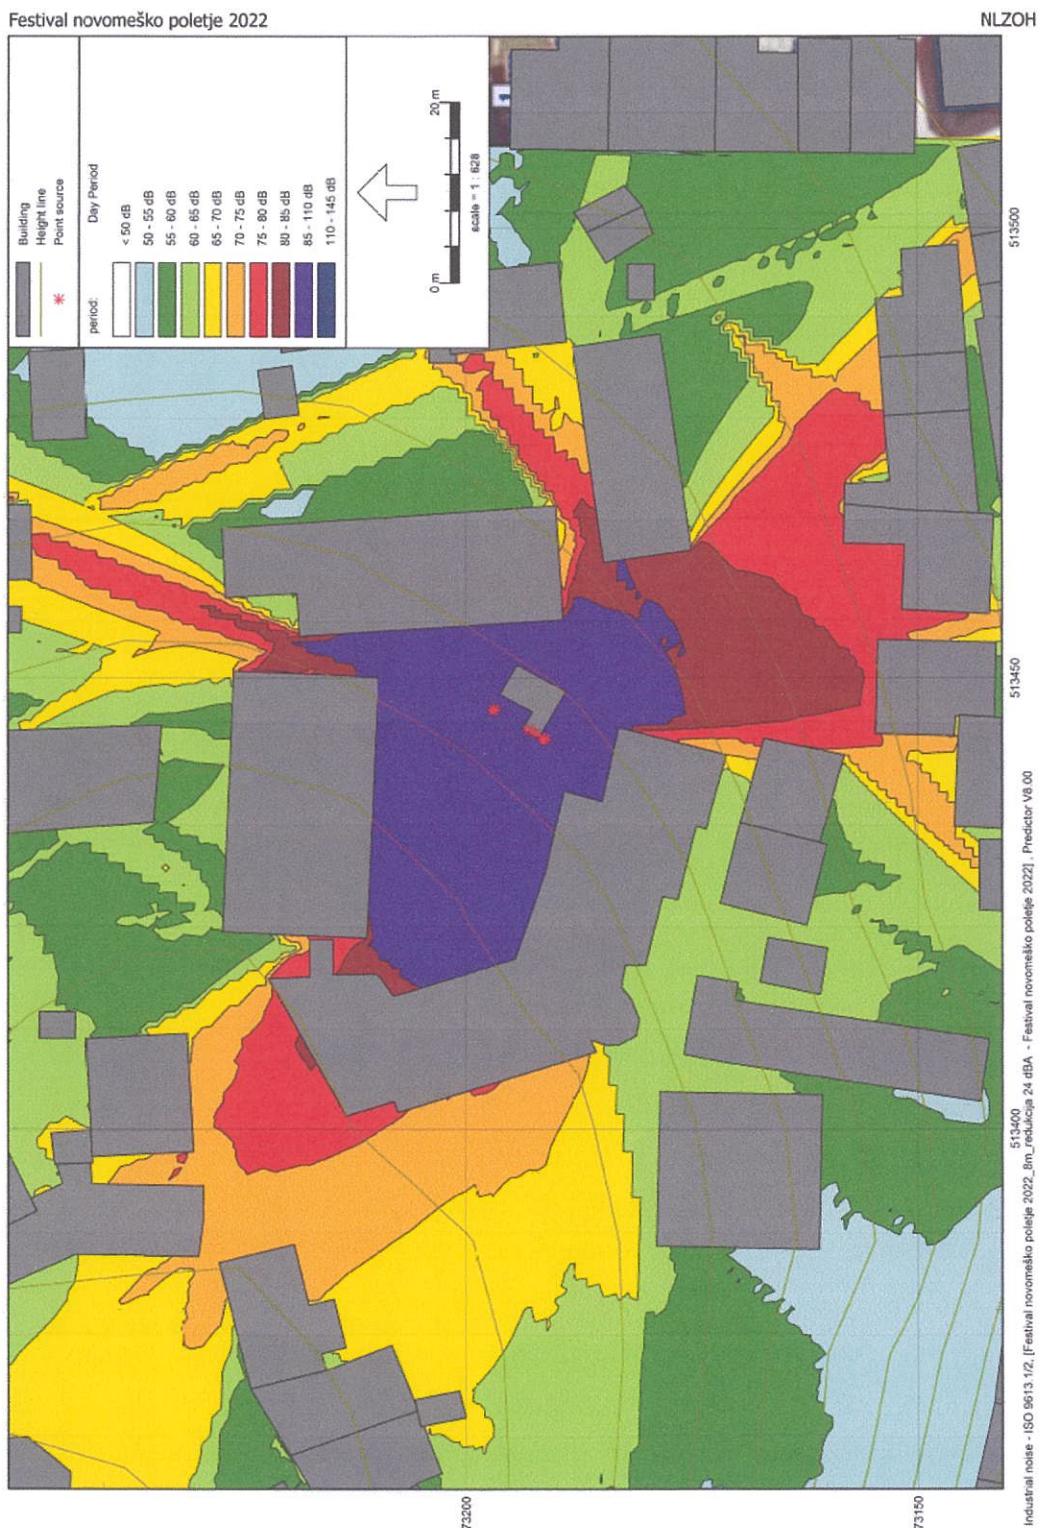 Festival novomeško poletje 2022
NLZOH
Building
Height line
Point source
period:
Day Period
< 50 dB
50 - 55 dB
55 - 60 dB
60 - 65 dB
65 - 70 dB
70 - 75 dB
75 - 80 dB
80 - 85 dB
85 - 110 dB
110 - 145 dB
0 m
20 m
scale = 1 : 628
1
513500
513450
513400
73200
73150
Industrial noise - ISO 9613.1/2, [Festival novomeško poletje 2022_8m_redukcija 24 dBA - Festival novomeško poletje 2022] , Predictor V8.00